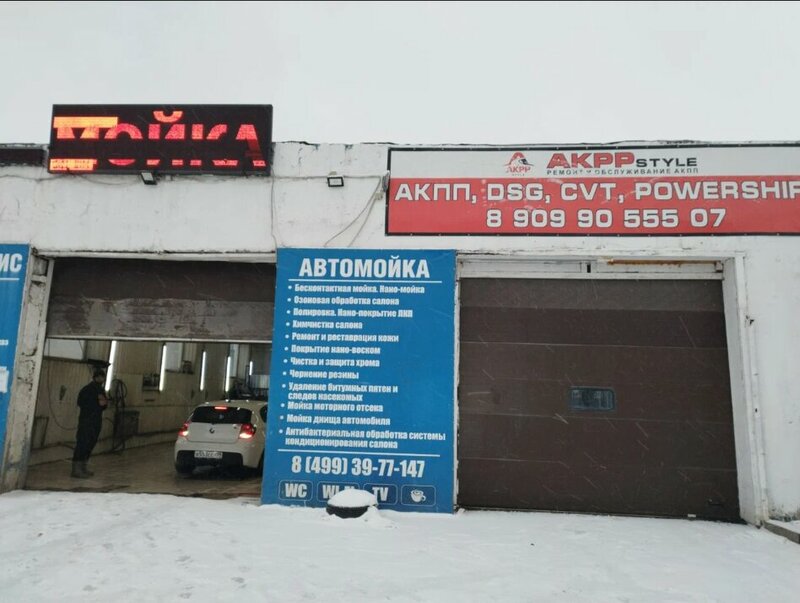 МОЙКА
AKPP STYLE
AKPP
РЕМОНТ И ОБСЛУЖИВАНИЕ АКПП
АКПП, DSG, CVT, POWERSHIF
8 909 90 555 07
ИС
АВТОМОЙКА
• Бесконтактная мойка. Нано-мойка
• Озоновая обработка салона
• Полировка. Нано-покрытие ЛКП
• Химчистка салона
• Ремонт и реставрация кожи
• Покрытие нано-воском
• Чистка и защита хрома
• Чернение резины
• Удаление битумных пятен и
следов насекомых
• Мойка моторного отсека
• Мойка днища автомобиля
• Антибактериальная обработка системы
кондиционирования салона
8 (499) 39-77-147
WC
TV